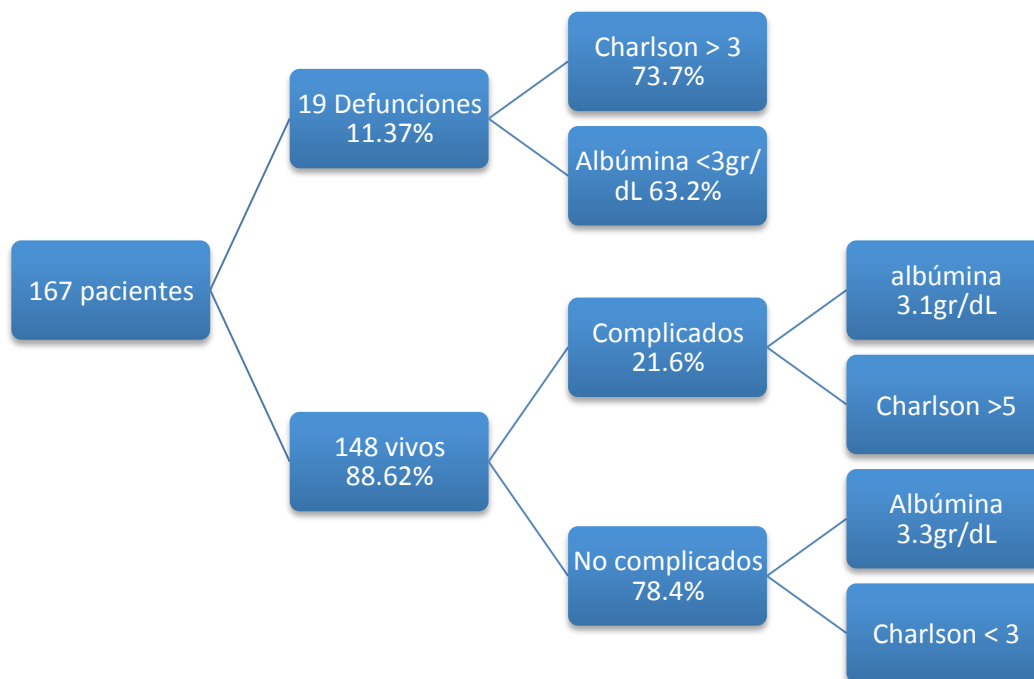 167 pacientes
19 Defunciones
11.37%
Charlson > 3
73.7%
Albúmina <3gr/
dL 63.2%
148 vivos
88.62%
Complicados
21.6%
albúmina
3.1gr/dL
Charlson >5
No complicados
78.4%
Albúmina
3.3gr/dL
Charlson < 3